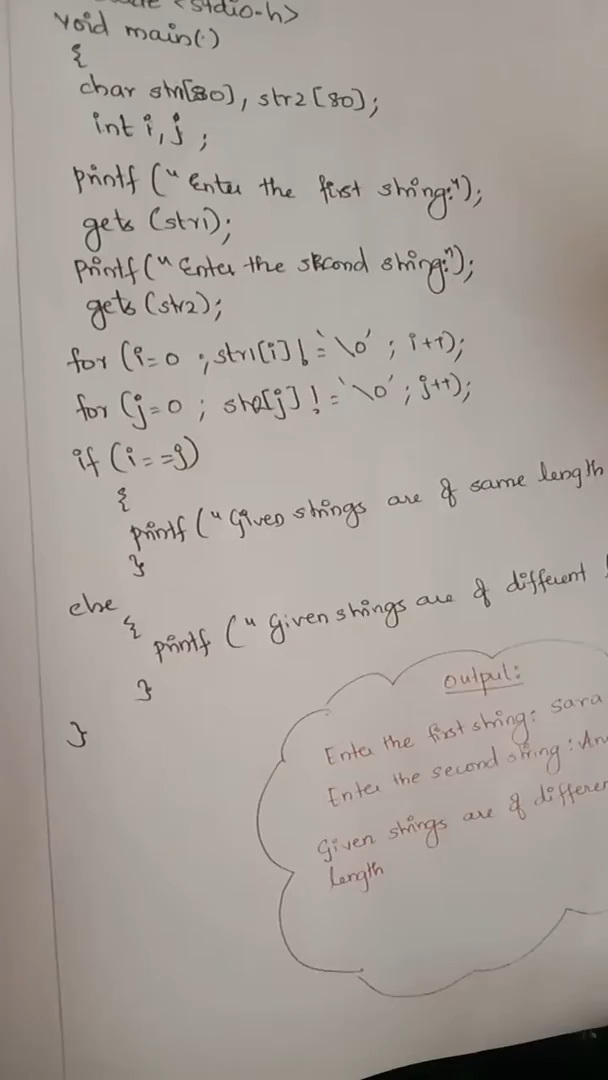 <stdio-h>
void main()
{
char str1[80], str2 [80];
int i, j ;
printf (" Enter the first string:");
gets (str1);
printf (" Enter the second string:");
gets (str2);
for (i=0 ; str1[i] != '\0' ; i++);
for (j=0 ; str2[j] != '\0' ; j++);
if (i==j)
{
printf (" Given strings are of same length
}
else
{
printf (" Given strings are of different
}
}
output:
Enter the first string: sara
Enter the second string: An
Given strings are of differen
length